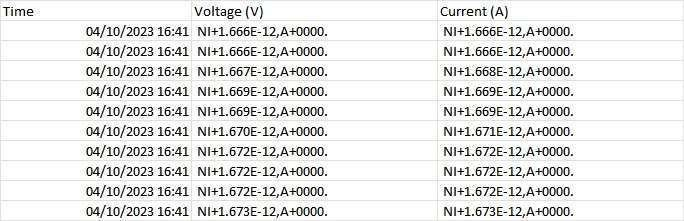 Time Voltage (V) Current (A)
04/10/2023 16:41 NI+1.666E-12,A+0000. NI+1.666E-12,A+0000.
04/10/2023 16:41 NI+1.666E-12,A+0000. NI+1.666E-12,A+0000.
04/10/2023 16:41 NI+1.667E-12,A+0000. NI+1.668E-12,A+0000.
04/10/2023 16:41 NI+1.669E-12,A+0000. NI+1.669E-12,A+0000.
04/10/2023 16:41 NI+1.669E-12,A+0000. NI+1.669E-12,A+0000.
04/10/2023 16:41 NI+1.670E-12,A+0000. NI+1.671E-12,A+0000.
04/10/2023 16:41 NI+1.672E-12,A+0000. NI+1.672E-12,A+0000.
04/10/2023 16:41 NI+1.672E-12,A+0000. NI+1.672E-12,A+0000.
04/10/2023 16:41 NI+1.672E-12,A+0000. NI+1.672E-12,A+0000.
04/10/2023 16:41 NI+1.673E-12,A+0000. NI+1.673E-12,A+0000.